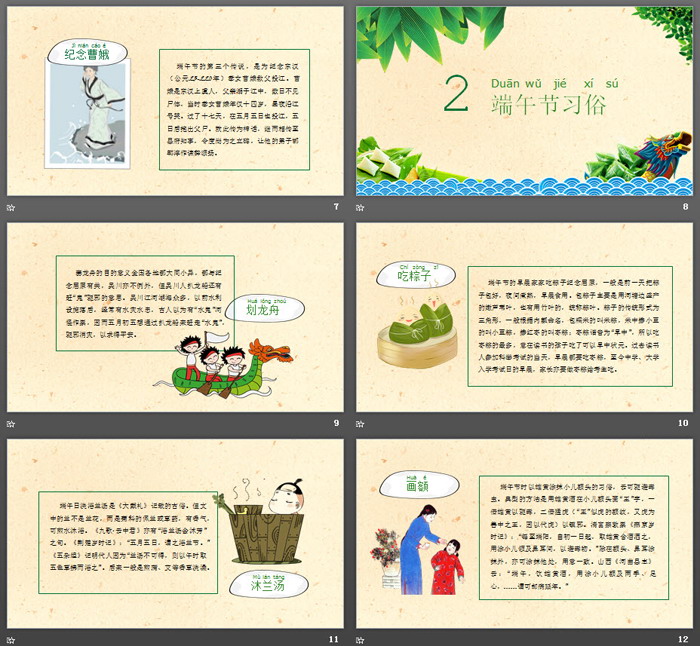 jì niàn cáo é
纪念曹娥
端午节的第三个传说，是为纪念东汉
（公元23--220年）孝女曹娥救父投江。曹
娥是东汉上虞人，父亲溺于江中，数日不见
尸体，当时孝女曹娥年仅十四岁，昼夜沿江
号哭。过了十七天，在五月五日也投江，五
日后抱出父尸。就此传为神话，继而相传至
县府知事，令度尚为之立碑，让他的弟子邯
郸淳作诔辞颂扬。
7
Duān wǔ jié xí sú
2
端午节习俗
8
赛龙舟的目的意义全国各地都大同小异，都与纪
念屈原有关，吴川亦不例外，但吴川人扒龙船还有
赶“鬼”驱邪的意思。吴川江河湖海众多，以前水利
设施落后，经常有水灾水患，古人以为有“水鬼”河
怪作祟，因而五月初五想通过扒龙船来赶鬼“水鬼”，
驱邪消灾，以求得平安。
Huá lóng zhōu
划龙舟
9
Chī zòng zǐ
吃粽子
端午节的早晨家家吃粽子纪念屈原，一般是前一天把粽
子包好，夜间煮熟，早晨食用。包粽子主要是用河塘边盛产
的嫩芦苇叶，也有用竹叶的，统称粽叶。粽子的传统形式为
三角形，一般根据内瓤命名，包糯米的叫米粽，米中掺小豆
的叫小豆粽，掺红枣的叫枣粽；枣粽谐音为“早中”，所以吃
枣粽的最多，意在读书的孩子吃了可以早中状元。过去读书
人参加科举考试的当天，早晨都要吃枣粽，至今中学、大学
入学考试日的早晨，家长亦要做枣粽给考生吃。
10
端午日洗浴兰汤是《大戴礼》记载的古俗。但文
中的兰不是兰花，而是菊科的佩兰或草药，有香气，
可煎水沐浴。《九歌·云中君》亦有“浴兰汤会沐芳”
之句。《荆楚岁时记》：“五月五日，谓之浴兰节。”
《五杂俎》记明代人因为“兰汤不可得，则以午时取
五色草拂而浴之”。后来一般是煎蒲、艾等香草洗澡。
Mù lán tāng
沐兰汤
11
Huà é
画额
端午节时以雄黄涂抹小儿额头的习俗，云可驱避毒
虫。典型的方法是用雄黄酒在小儿额头画“王”字，一
借雄黄以驱毒，二借猛虎（“王”似虎的额纹，又虎为
兽中之王，因以代虎）以镇邪。清富察敦崇《燕京岁
时记》：“每至端阳，自初一日起，取雄黄合酒洒之，
用涂小儿额及鼻耳间，以避毒物。”除在额头、鼻耳涂
抹外，亦可涂抹他处，用意一致。山西《河曲县志》
云：“端午，饮雄黄酒，用涂小儿额及两手、足
心，……谓可却病延年。”
12